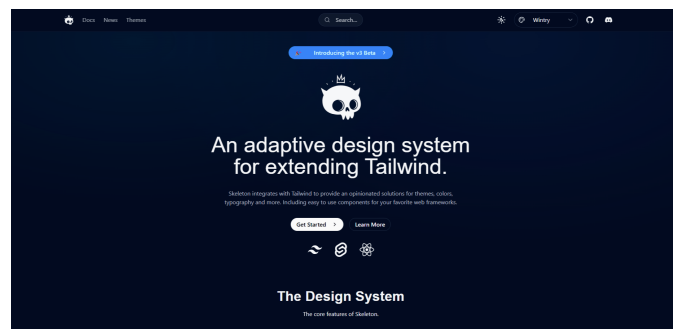 Docs News Themes Search... Wintry
Introducing the v3 Beta
An adaptive design system
for extending Tailwind.
Skeleton integrates with Tailwind to provide an opinionated solutions for themes, colors,
typography and more. Including easy to use components for your favorite web frameworks.
Get Started Learn More
The Design System
The core features of Skeleton.